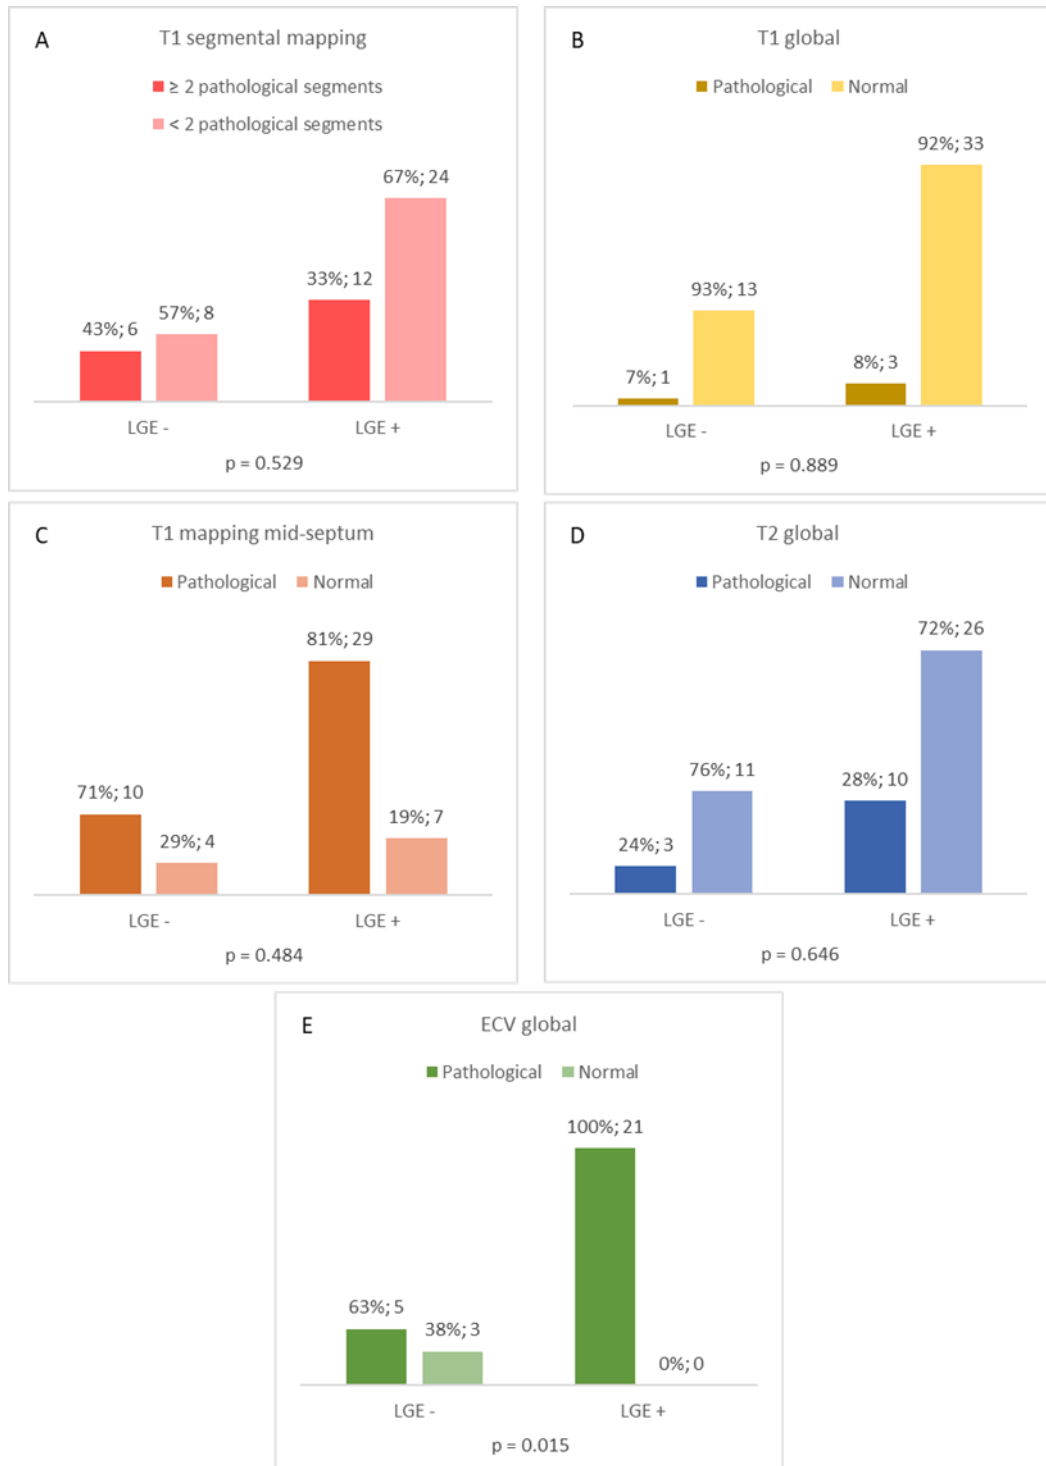 A
T1 segmental mapping
≥ 2 pathological segments
< 2 pathological segments
67%; 24
33%; 12
43%; 6
57%; 8
LGE -
LGE +
p = 0.529
B
T1 global
Pathological
Normal
92%; 33
93%; 13
7%; 1
8%; 3
LGE -
LGE +
p = 0.889
C
T1 mapping mid-septum
Pathological
Normal
81%; 29
71%; 10
29%; 4
19%; 7
LGE -
LGE +
p = 0.484
D
T2 global
Pathological
Normal
72%; 26
76%; 11
28%; 10
24%; 3
LGE -
LGE +
p = 0.646
E
ECV global
Pathological
Normal
100%; 21
63%; 5
38%; 3
0%; 0
LGE -
LGE +
p = 0.015